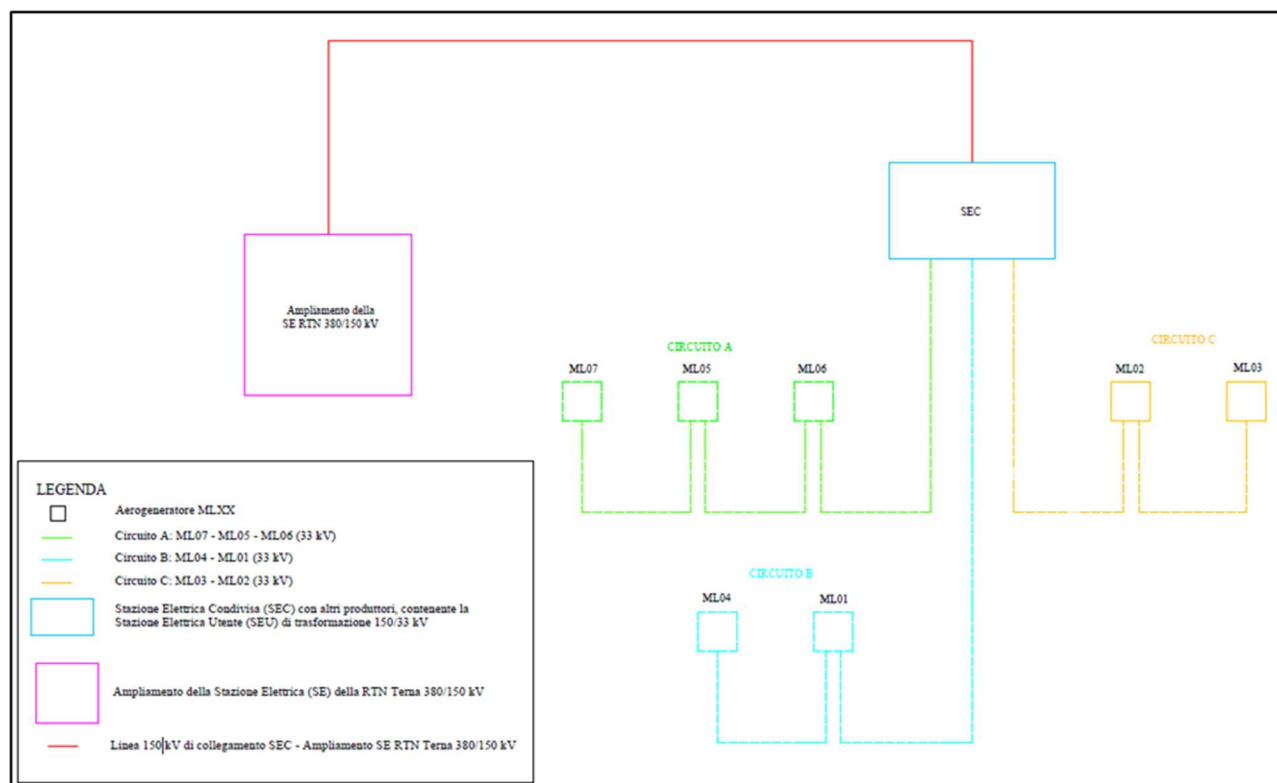 SEC
Ampliamento della
SE RTN 380/150 kV
CIRCUITO A
CIRCUITO C
ML07
ML05
ML06
ML02
ML03
LEGENDA
Aerogeneratore MLXX
Circuito A: ML07 - ML05 - ML06 (33 kV)
Circuito B: ML04 - ML01 (33 kV)
Circuito C: ML03 - ML02 (33 kV)
Stazione Elettrica Condivisa (SEC) con altri produttori, contenente la
Stazione Elettrica Utente (SEU) di trasformazione 150/33 kV
Ampliamento della Stazione Elettrica (SE) della RTN Terna 380/150 kV
Linea 150 kV di collegamento SEC - Ampliamento SE RTN Terna 380/150 kV
CIRCUITO B
ML04
ML01